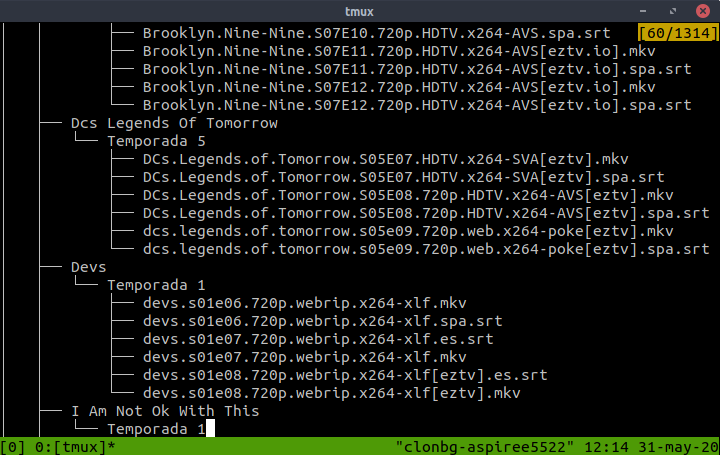 tmux
Brooklyn.Nine-Nine.S07E10.720p.HDTV.x264-AVS.spa.srt [60/1314]
Brooklyn.Nine-Nine.S07E11.720p.HDTV.x264-AVS[eztv.io].mkv
Brooklyn.Nine-Nine.S07E11.720p.HDTV.x264-AVS[eztv.io].spa.srt
Brooklyn.Nine-Nine.S07E12.720p.HDTV.x264-AVS[eztv.io].mkv
Brooklyn.Nine-Nine.S07E12.720p.HDTV.x264-AVS[eztv.io].spa.srt
Dcs Legends Of Tomorrow
Temporada 5
DCs.Legends.of.Tomorrow.S05E07.HDTV.x264-SVA[eztv].mkv
DCs.Legends.of.Tomorrow.S05E07.HDTV.x264-SVA[eztv].spa.srt
DCs.Legends.of.Tomorrow.S05E08.720p.HDTV.x264-AVS[eztv].mkv
DCs.Legends.of.Tomorrow.S05E08.720p.HDTV.x264-AVS[eztv].spa.srt
dcs.legends.of.tomorrow.s05e09.720p.web.x264-poke[eztv].mkv
dcs.legends.of.tomorrow.s05e09.720p.web.x264-poke[eztv].spa.srt
Devs
Temporada 1
devs.s01e06.720p.webrip.x264-xlf.mkv
devs.s01e06.720p.webrip.x264-xlf.spa.srt
devs.s01e07.720p.webrip.x264-xlf.es.srt
devs.s01e07.720p.webrip.x264-xlf.mkv
devs.s01e08.720p.webrip.x264-xlf[eztv].es.srt
devs.s01e08.720p.webrip.x264-xlf[eztv].mkv
I Am Not Ok With This
Temporada 1
[0] 0:[tmux]* "clonbg-aspiree5522" 12:14 31-may-20